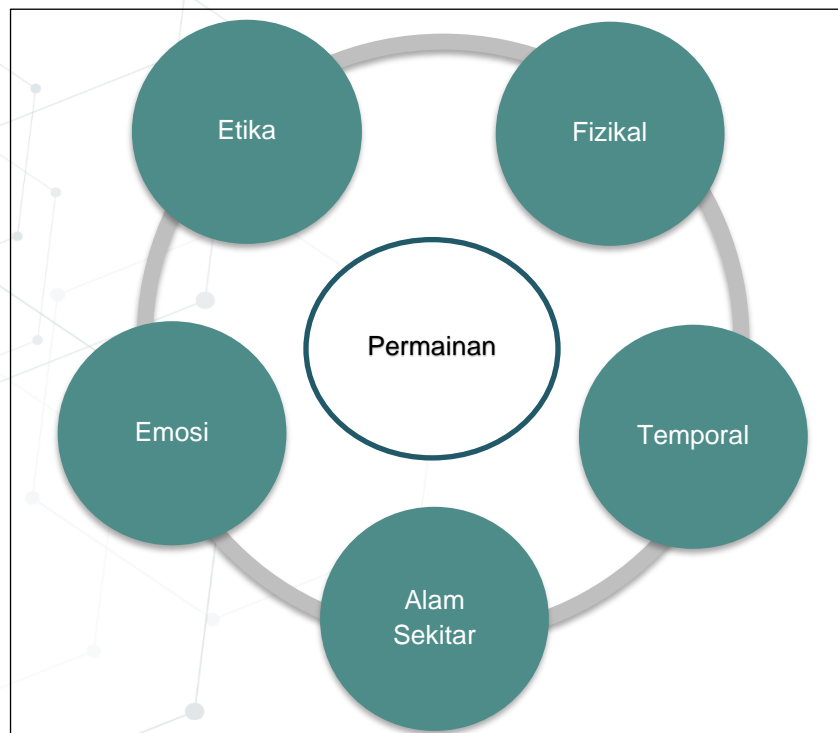 Etika
Fizikal
Permainan
Emosi
Temporal
Alam
Sekitar